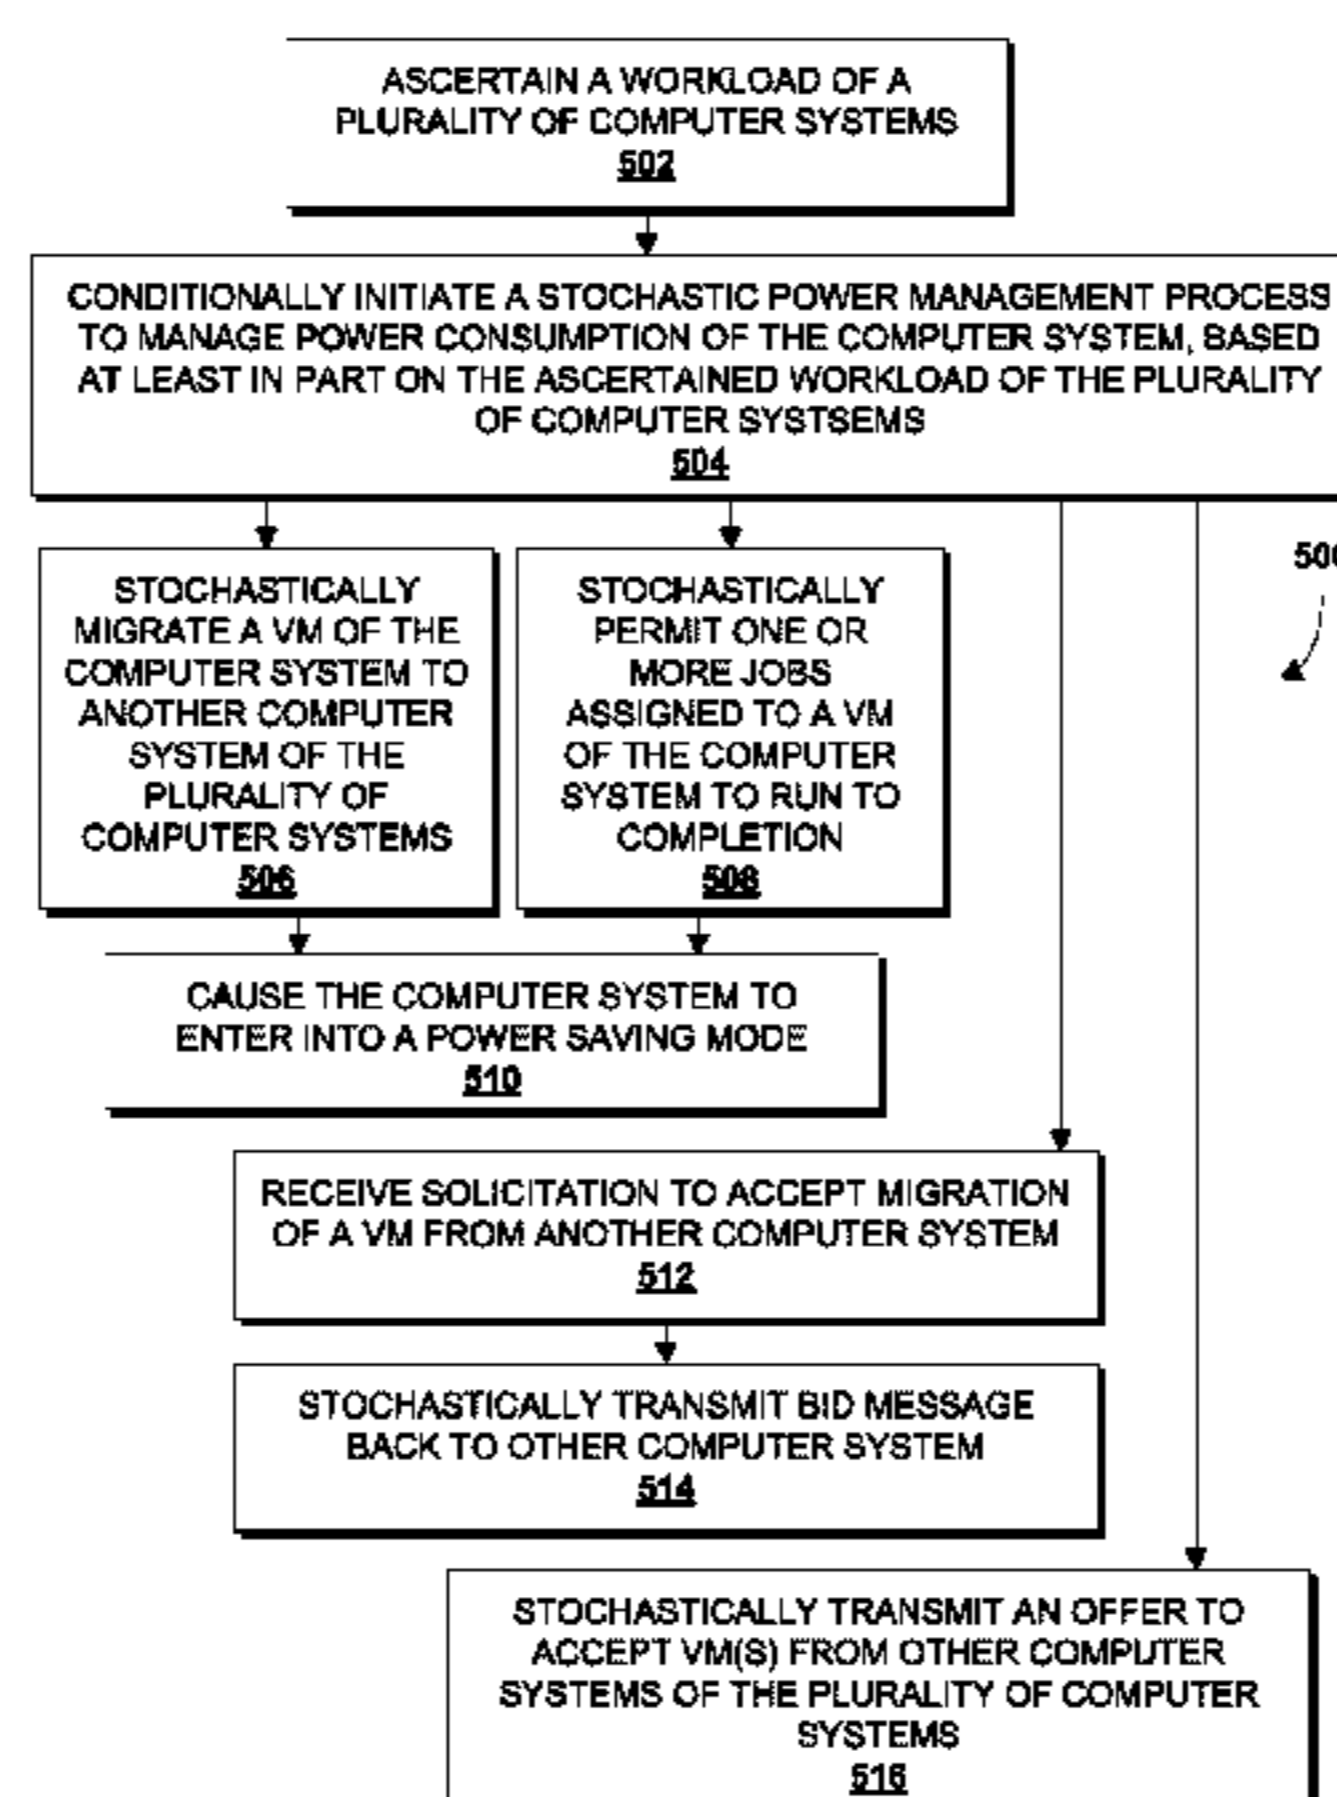 ASCERTAIN A WORKLOAD OF A
PLURALITY OF COMPUTER SYSTEMS
502
CONDITIONALLY INITIATE A STOCHASTIC POWER MANAGEMENT PROCESS
TO MANAGE POWER CONSUMPTION OF THE COMPUTER SYSTEM, BASED
AT LEAST IN PART ON THE ASCERTAINED WORKLOAD OF THE PLURALITY
OF COMPUTER SYSTSEMS
504
STOCHASTICALLY
MIGRATE A VM OF THE
COMPUTER SYSTEM TO
ANOTHER COMPUTER
SYSTEM OF THE
PLURALITY OF
COMPUTER SYSTEMS
506
STOCHASTICALLY
PERMIT ONE OR
MORE JOBS
ASSIGNED TO A VM
OF THE COMPUTER
SYSTEM TO RUN TO
COMPLETION
508
CAUSE THE COMPUTER SYSTEM TO
ENTER INTO A POWER SAVING MODE
510
RECEIVE SOLICITATION TO ACCEPT MIGRATION
OF A VM FROM ANOTHER COMPUTER SYSTEM
512
STOCHASTICALLY TRANSMIT BID MESSAGE
BACK TO OTHER COMPUTER SYSTEM
514
STOCHASTICALLY TRANSMIT AN OFFER TO
ACCEPT VM(S) FROM OTHER COMPUTER
SYSTEMS OF THE PLURALITY OF COMPUTER
SYSTEMS
516